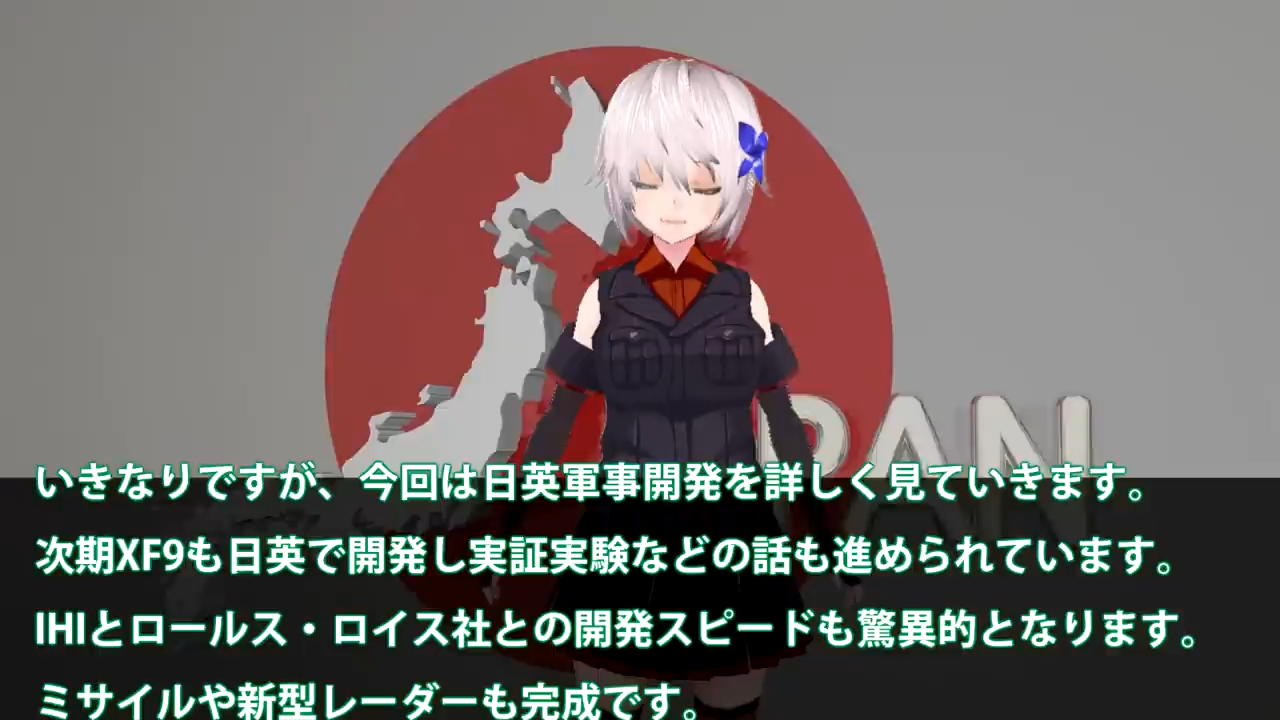 PAN
いきなりですが、今回は日英軍事開発を詳しく見ていきます。
次期XF9も日英で開発し実証実験などの話も進められています。
IHIとロールス・ロイス社との開発スピードも驚異的となります。
ミサイルや新型レーダーも完成です。